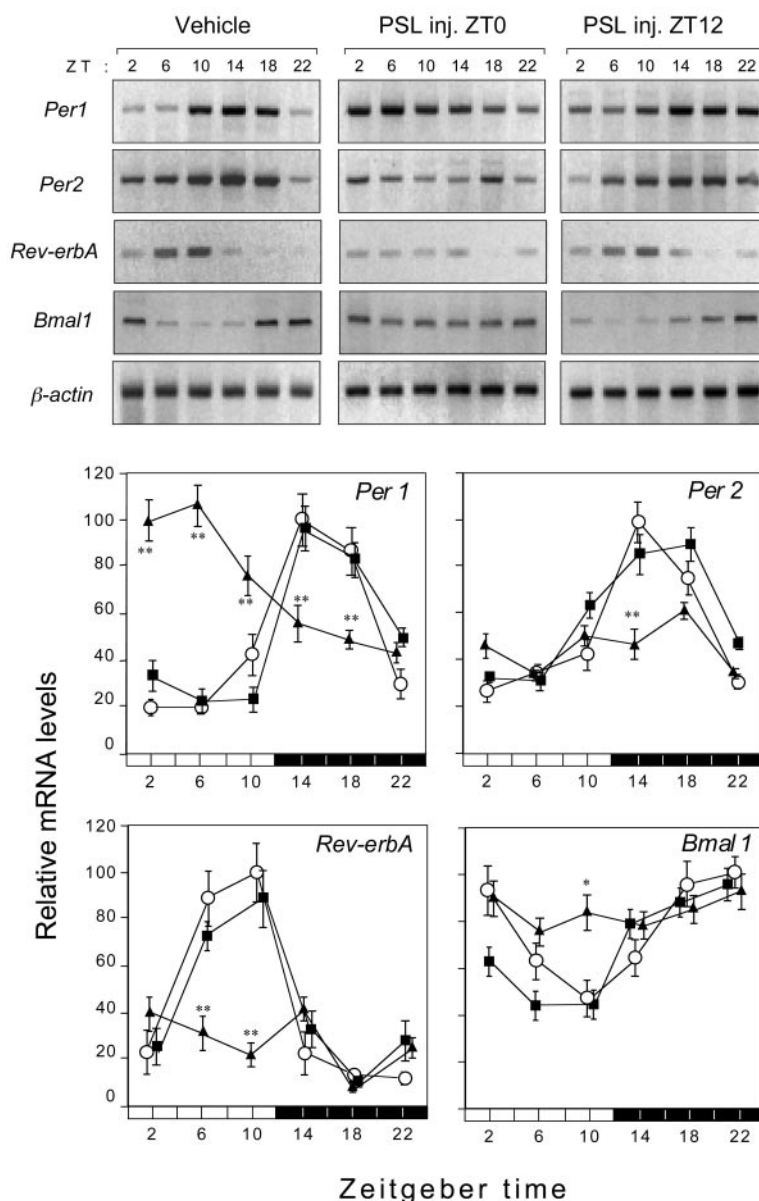 Vehicle PSL inj. ZT0 PSL inj. ZT12
ZT : 2 6 10 14 18 22 2 6 10 14 18 22 2 6 10 14 18 22
Per1
Per2
Rev-erbA
Bmal1
β-actin
Relative mRNA levels
120
100
80
60
40
20
0
Per 1
**
**
**
**
**
2 6 10 14 18 22
Per 2
**
2 6 10 14 18 22
120
100
80
60
40
20
0
Rev-erbA
**
**
2 6 10 14 18 22
Bmal 1
*
2 6 10 14 18 22
Zeitgeber time